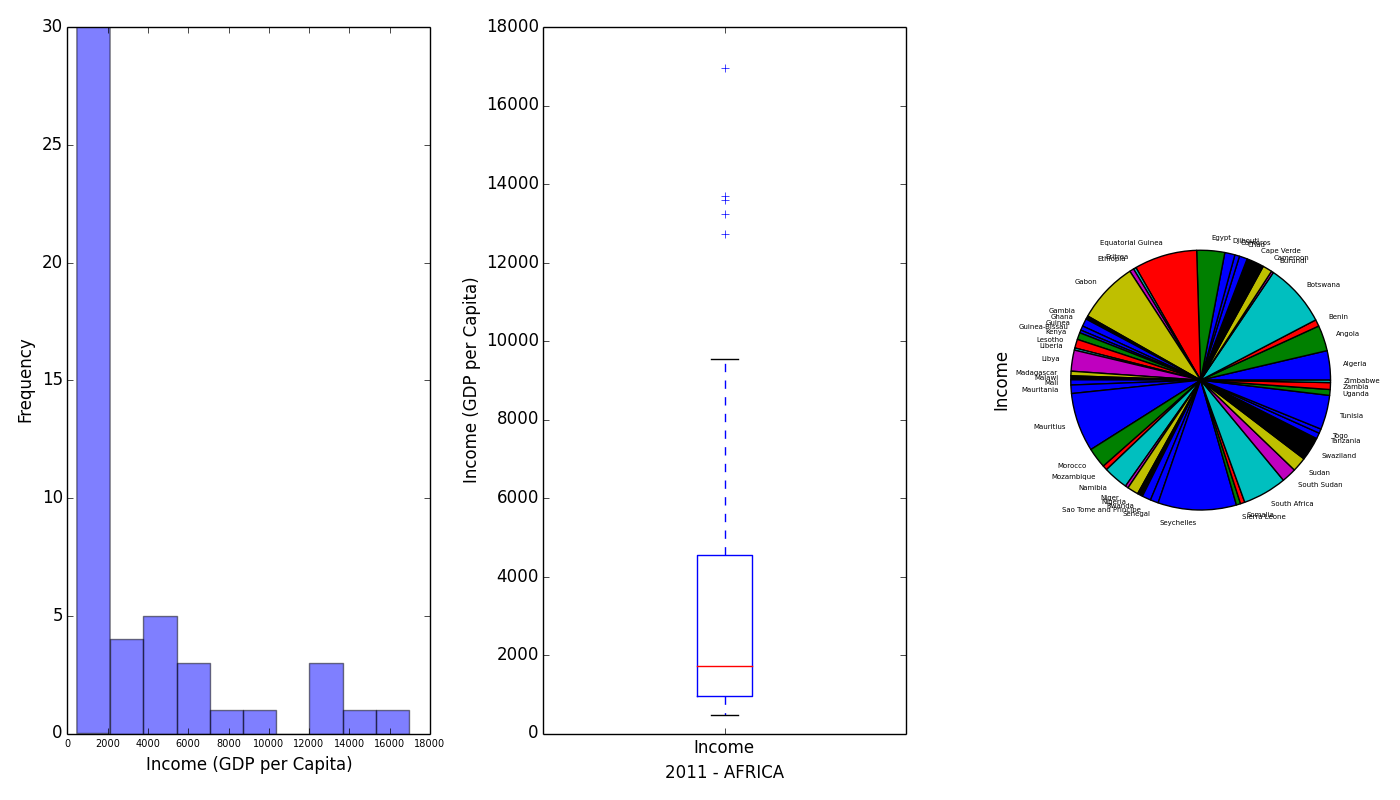 30
25
20
15
10
5
0
Frequency
0 2000 4000 6000 8000 10000 12000 14000 16000 18000
Income (GDP per Capita)
18000
16000
14000
12000
10000
8000
6000
4000
2000
0
Income (GDP per Capita)
Income
2011 - AFRICA
Income
Algeria
Angola
Benin
Botswana
Burundi
Cameroon
Cape Verde
Chad
Comoros
Djibouti
Egypt
Equatorial Guinea
Eritrea
Ethiopia
Gabon
Gambia
Ghana
Guinea
Guinea-Bissau
Kenya
Lesotho
Liberia
Libya
Madagascar
Malawi
Mali
Mauritania
Mauritius
Morocco
Mozambique
Namibia
Niger
Nigeria
Rwanda
Sao Tome and Principe
Senegal
Seychelles
Sierra Leone
Somalia
South Africa
South Sudan
Sudan
Swaziland
Tanzania
Togo
Tunisia
Uganda
Zambia
Zimbabwe